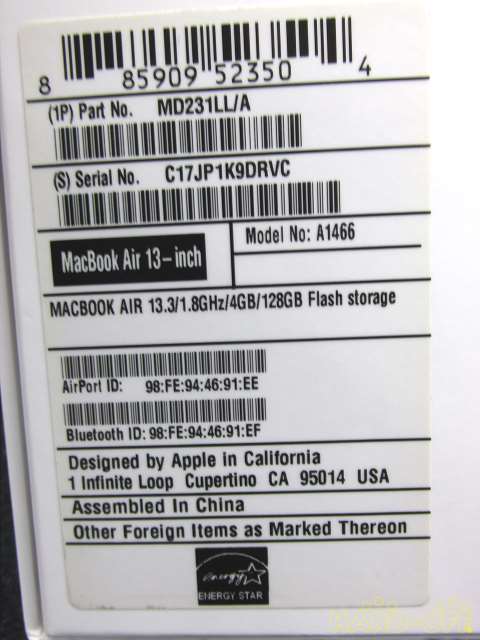 8 85909 52350 4
(1P) Part No. MD231LL/A
(S) Serial No. C17JP1K9DRVC
MacBook Air 13-inch
Model No: A1466
MACBOOK AIR 13.3/1.8GHz/4GB/128GB Flash storage
AirPort ID: 98:FE:94:46:91:EE
Bluetooth ID: 98:FE:94:46:91:EF
Designed by Apple in California
1 Infinite Loop Cupertino CA 95014 USA
Assembled In China
Other Foreign Items as Marked Thereon
energy
ENERGY STAR